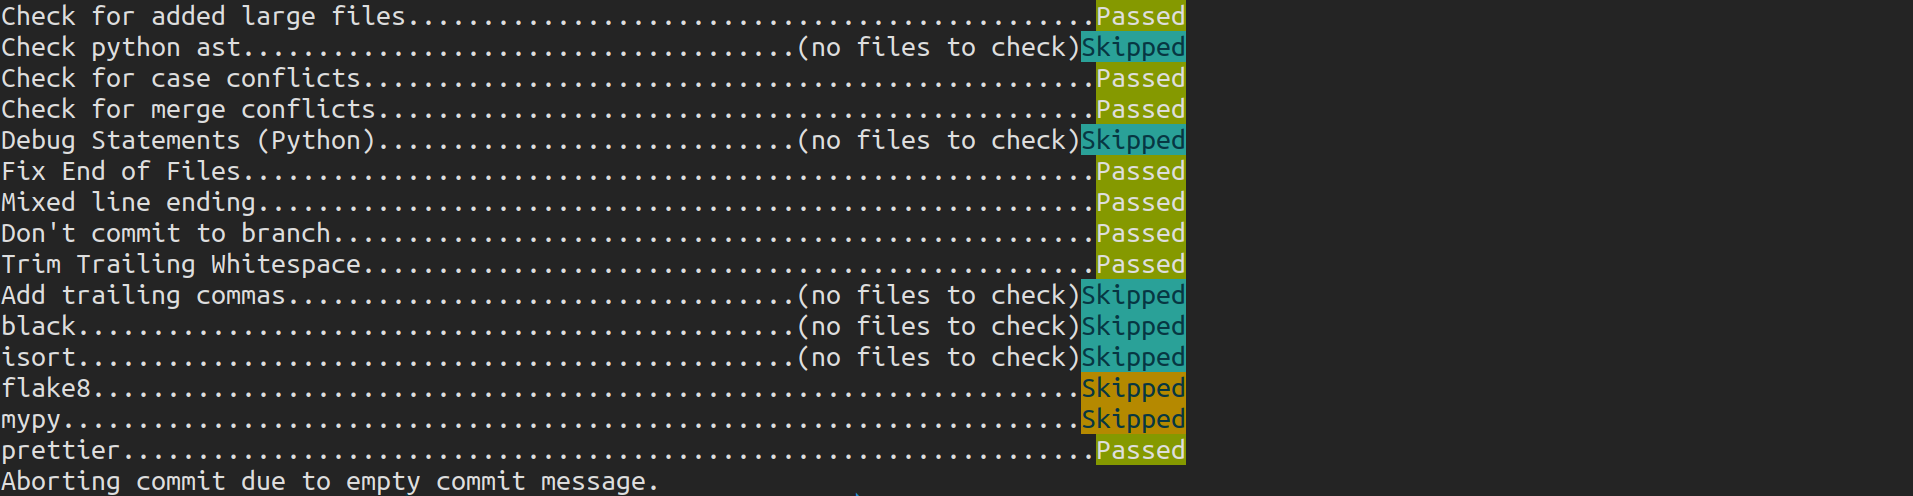 Check for added large files..............................................Passed
Check python ast.....................................(no files to check)Skipped
Check for case conflicts.................................................Passed
Check for merge conflicts................................................Passed
Debug Statements (Python)............................(no files to check)Skipped
Fix End of Files.........................................................Passed
Mixed line ending........................................................Passed
Don't commit to branch...................................................Passed
Trim Trailing Whitespace.................................................Passed
Add trailing commas..................................(no files to check)Skipped
black................................................(no files to check)Skipped
isort................................................(no files to check)Skipped
flake8..................................................................Skipped
mypy....................................................................Skipped
prettier.................................................................Passed
Aborting commit due to empty commit message.